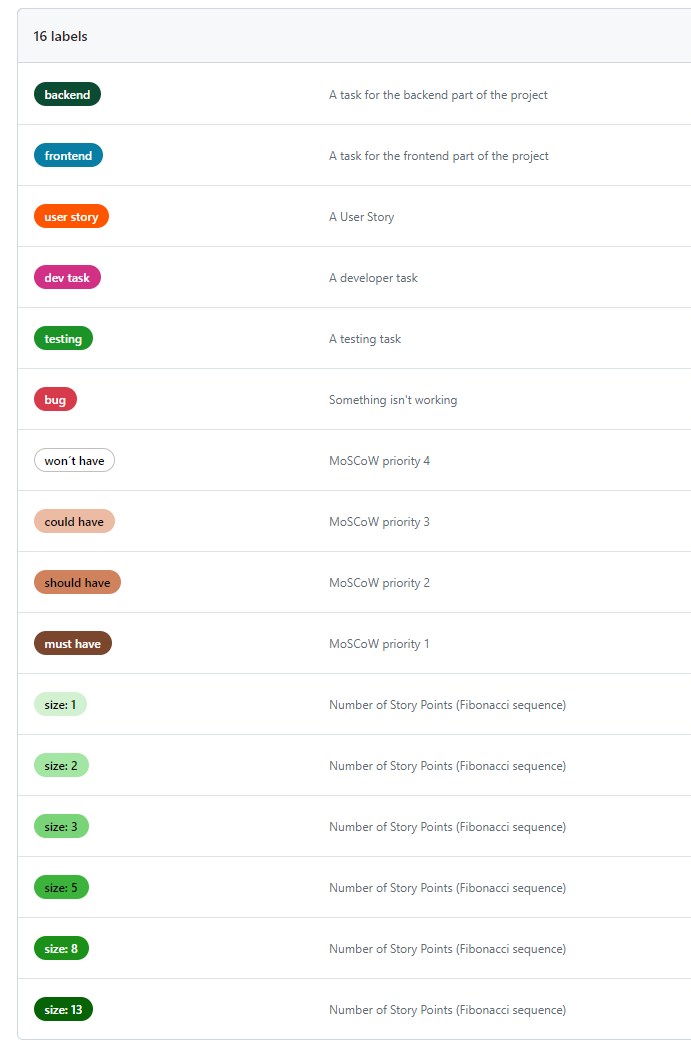 16 labels
backend A task for the backend part of the project
frontend A task for the frontend part of the project
user story A User Story
dev task A developer task
testing A testing task
bug Something isn't working
won´t have MoSCoW priority 4
could have MoSCoW priority 3
should have MoSCoW priority 2
must have MoSCoW priority 1
size: 1 Number of Story Points (Fibonacci sequence)
size: 2 Number of Story Points (Fibonacci sequence)
size: 3 Number of Story Points (Fibonacci sequence)
size: 5 Number of Story Points (Fibonacci sequence)
size: 8 Number of Story Points (Fibonacci sequence)
size: 13 Number of Story Points (Fibonacci sequence)